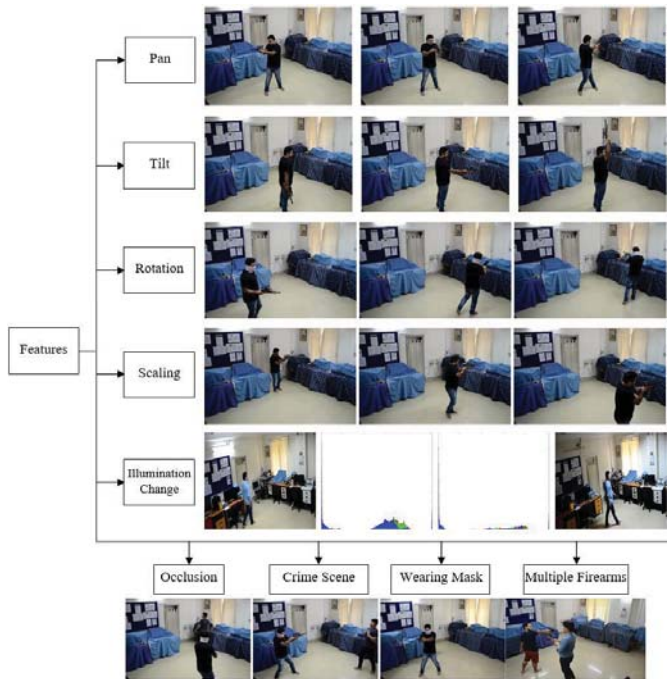 Pan
Tilt
Rotation
Features
Scaling
Illumination
Change
Occlusion
Crime Scene
Wearing Mask
Multiple Firearms